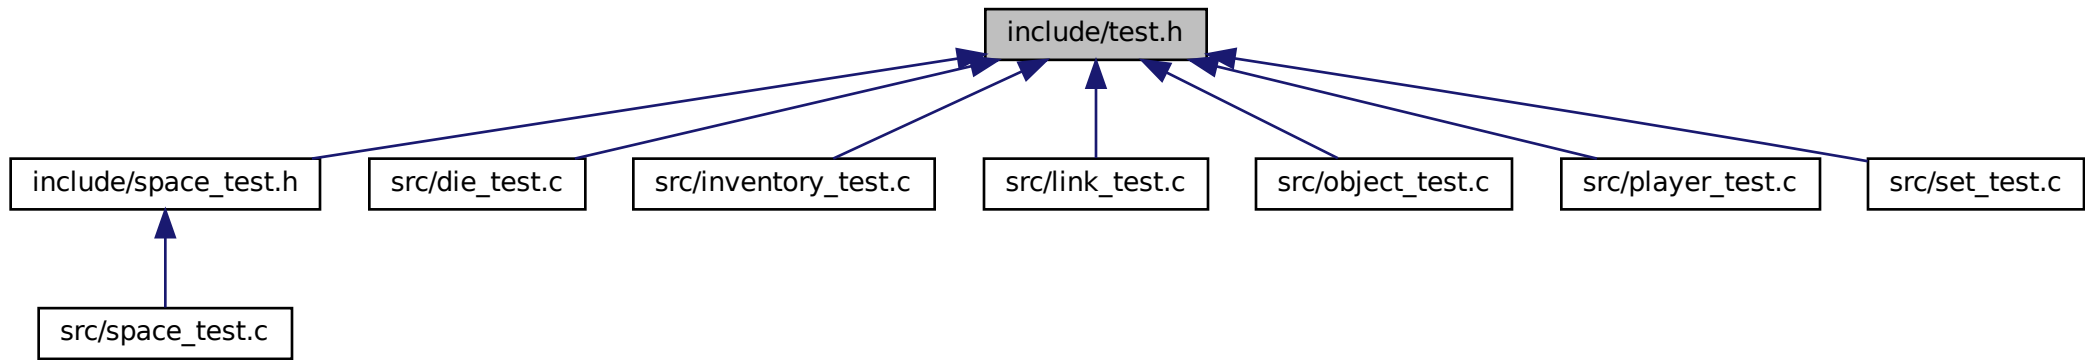 include/test.h
include/space_test.h
src/die_test.c
src/inventory_test.c
src/link_test.c
src/object_test.c
src/player_test.c
src/set_test.c
src/space_test.c